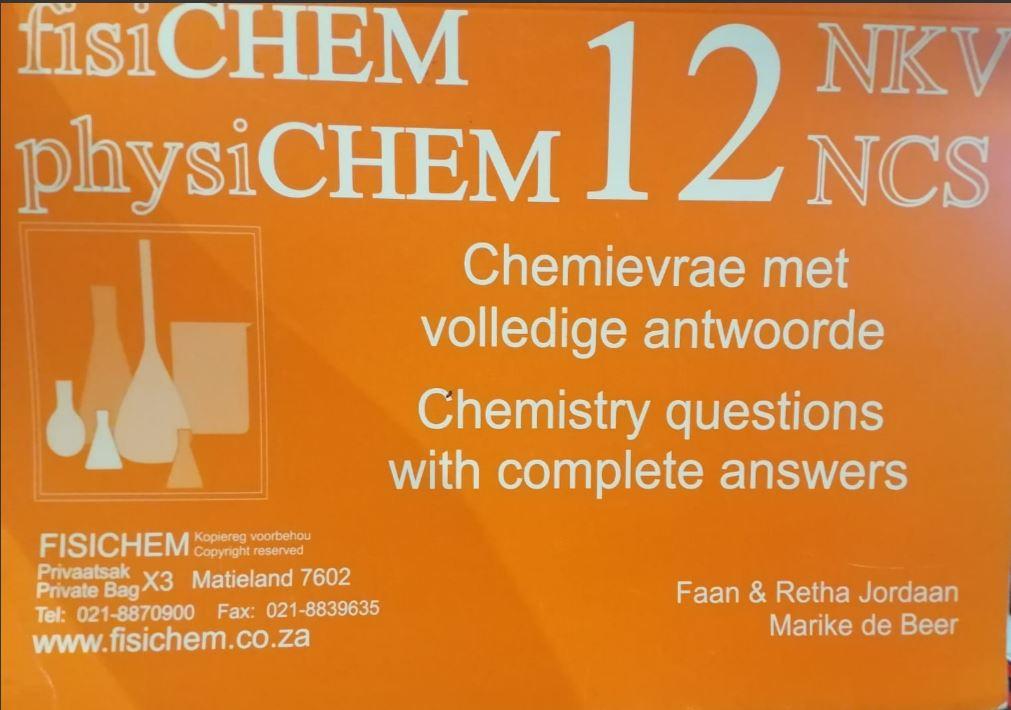 fisiCHEM 12 NKV
physiCHEM NCS
Chemievrae met
volledige antwoorde
Chemistry questions
with complete answers
FISICHEM Kopiereg voorbehou
Copyright reserved
Privaatsak
Private Bag X3 Matieland 7602
Tel: 021-8870900 Fax: 021-8839635
www.fisichem.co.za
Faan & Retha Jordaan
Marike de Beer